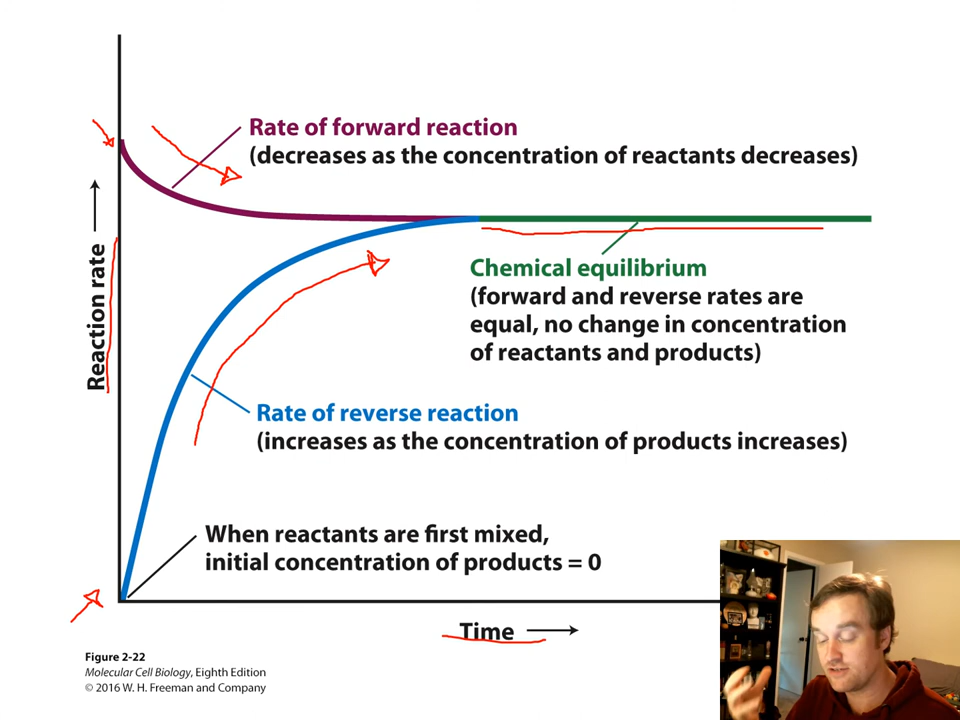 Rate of forward reaction
(decreases as the concentration of reactants decreases)
Reaction rate
Chemical equilibrium
(forward and reverse rates are
equal, no change in concentration
of reactants and products)
Rate of reverse reaction
(increases as the concentration of products increases)
When reactants are first mixed,
initial concentration of products = 0
Time
Figure 2-22
Molecular Cell Biology, Eighth Edition
© 2016 W. H. Freeman and Company